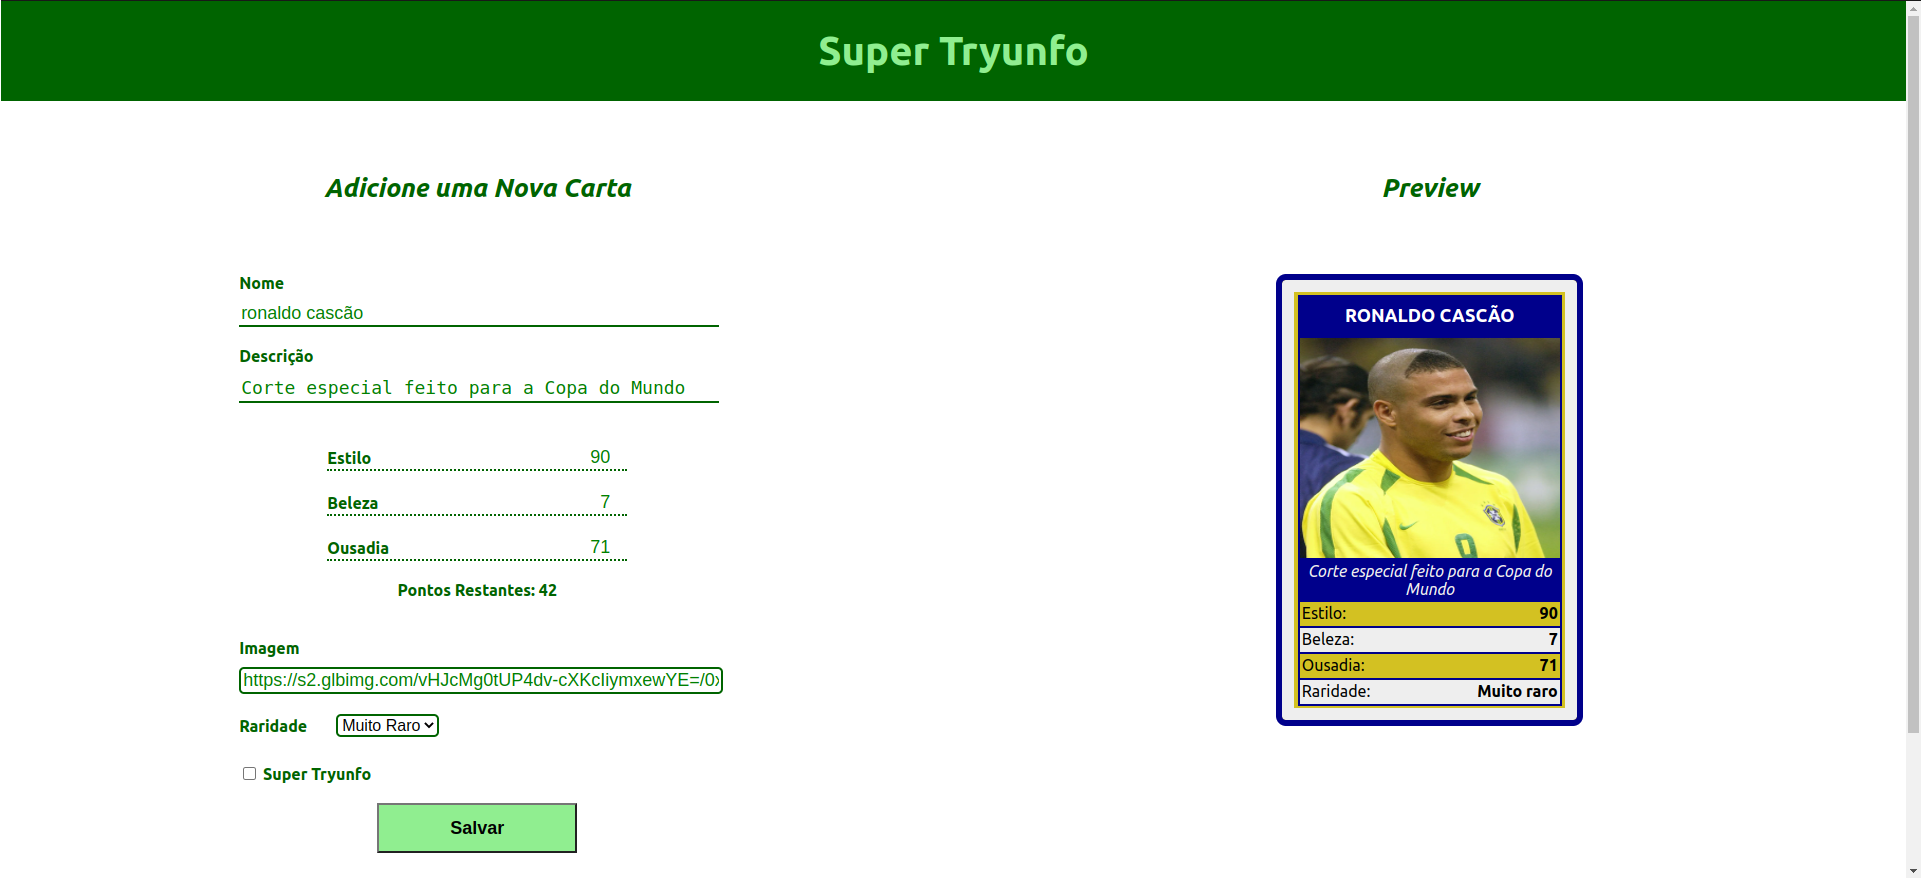 Super Tryunfo
Adicione uma Nova Carta
Nome
ronaldo cascão
Descrição
Corte especial feito para a Copa do Mundo
Estilo 90
Beleza 7
Ousadia 71
Pontos Restantes: 42
Imagem
https://s2.glbimg.com/vHJcMg0tUP4dv-cXKcIiymxewYE=/0x
Raridade Muito Raro
Super Tryunfo
Salvar
Preview
RONALDO CASCÃO
9
Corte especial feito para a Copa do
Mundo
Estilo: 90
Beleza: 7
Ousadia: 71
Raridade: Muito raro